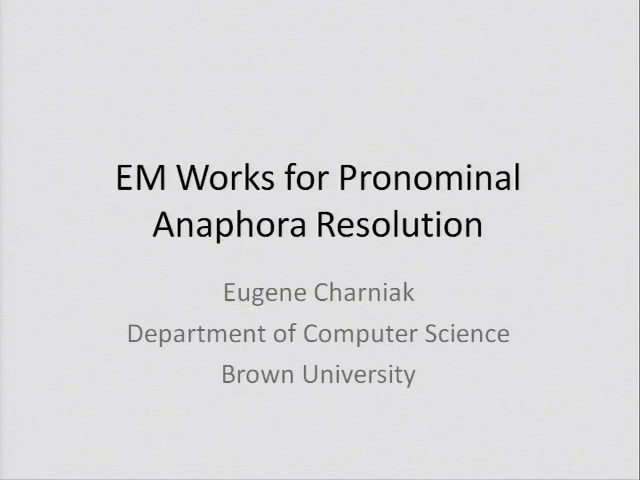 EM Works for Pronominal
Anaphora Resolution
Eugene Charniak
Department of Computer Science
Brown University